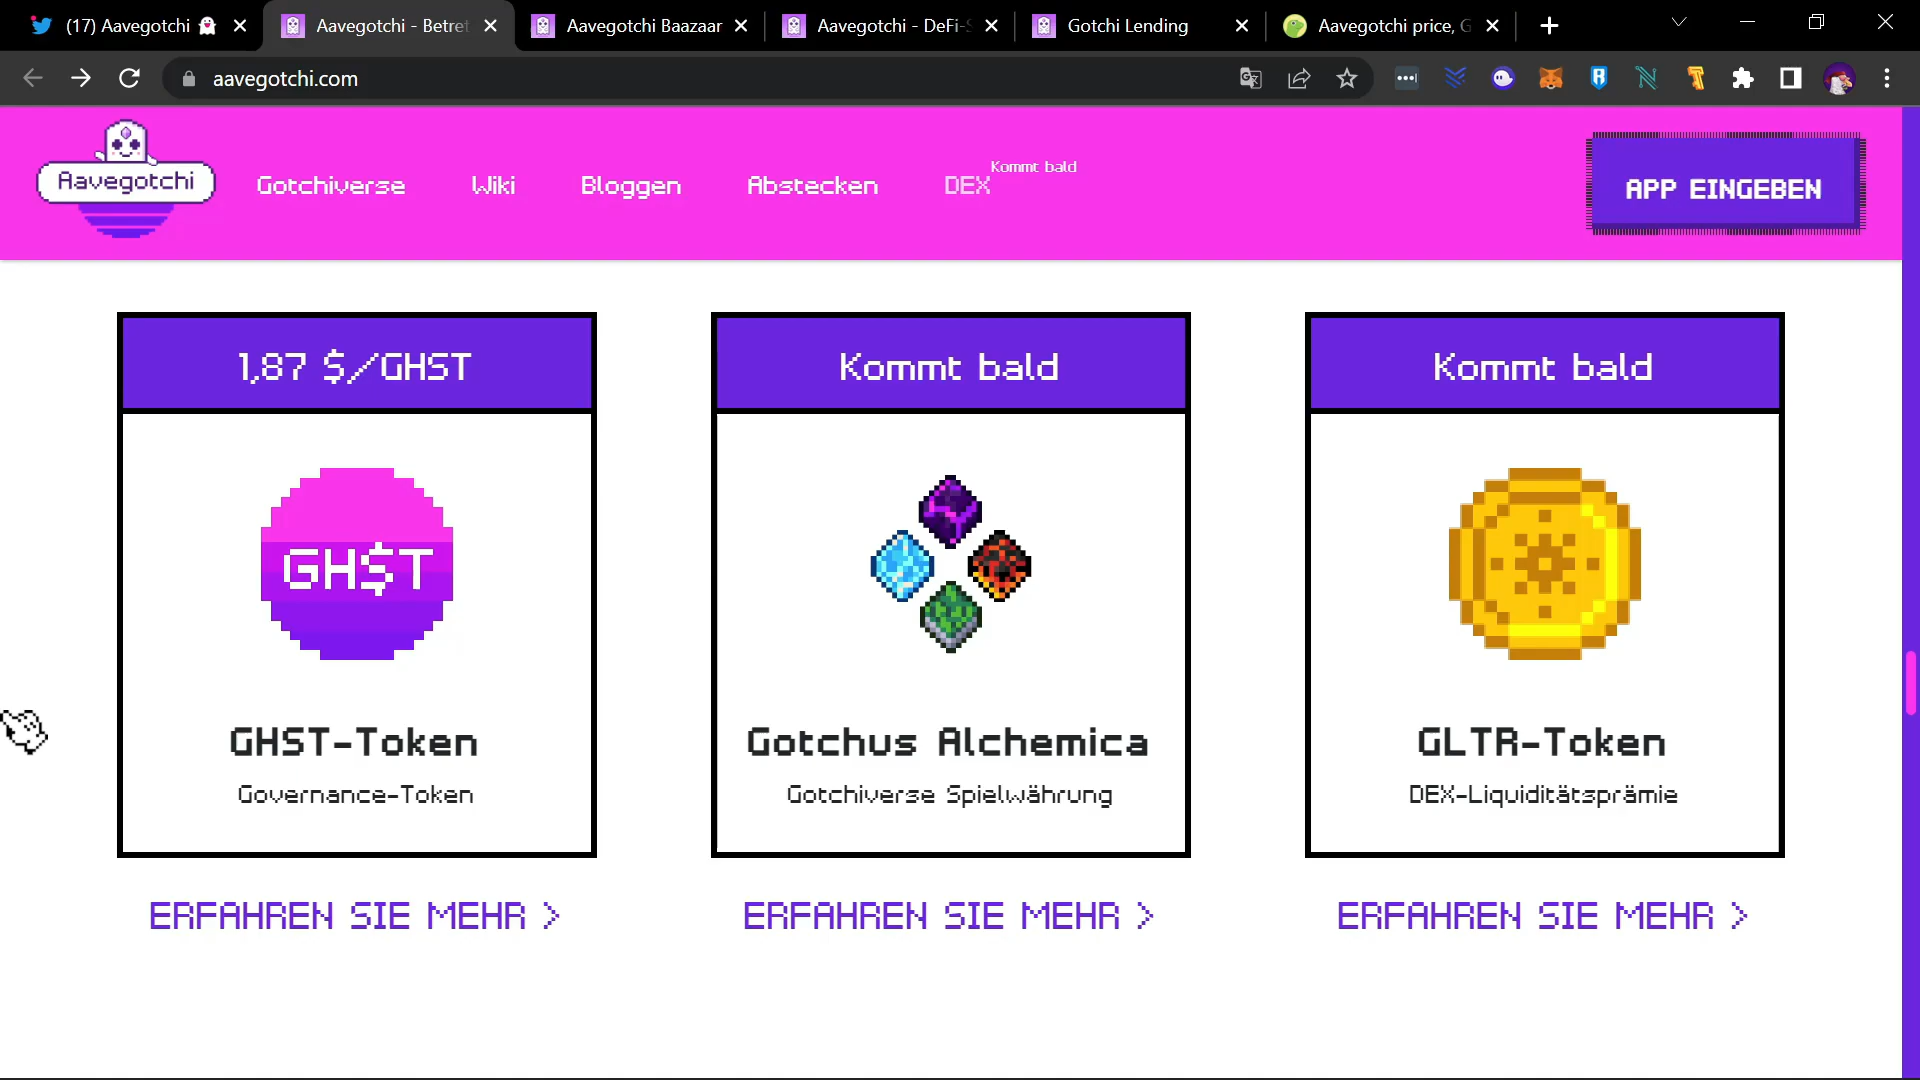 (17) Aavegotchi
Aavegotchi - Betret
Aavegotchi Baazaar
Aavegotchi - DeFi-S
Gotchi Lending
Aavegotchi price, G
aavegotchi.com
Aavegotchi
Gotchiverse
Wiki
Bloggen
Abstecken
DEX
Kommt bald
APP EINGEBEN
1,87 $/GHST
Kommt bald
Kommt bald
GH$T
GHST-Token
Governance-Token
Gotchus Alchemica
Gotchiverse Spielwährung
GLTR-Token
DEX-Liquiditätsprämie
ERFAHREN SIE MEHR >
ERFAHREN SIE MEHR >
ERFAHREN SIE MEHR >